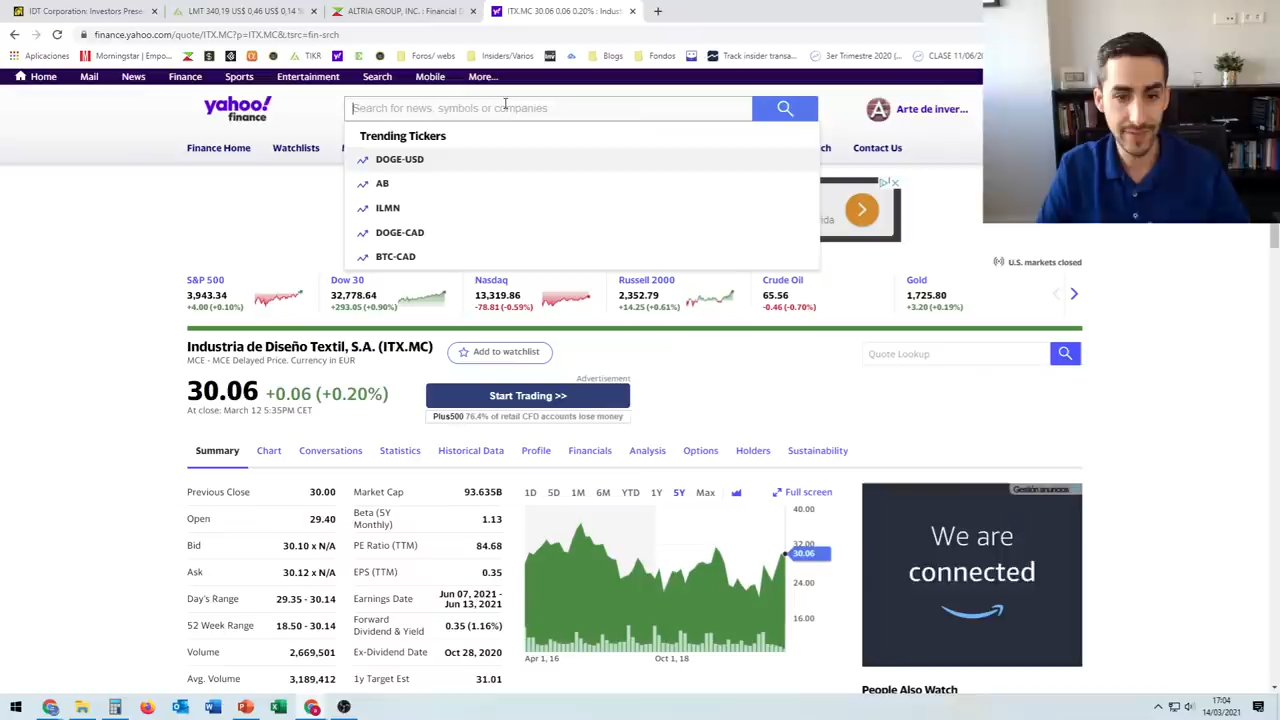 IDT Corporation: Investors Prese
LMT 340,19 US$ 0,46 US$ 0,14 %
ALTRIA GROUP, INC. Financial D
ITX.MC 30.06 0.06 0.20% : Indust
finance.yahoo.com/quote/ITX.MC?p=ITX.MC&.tsrc=fin-srch
Aplicaciones
Morningstar | Empo...
TIKR
Foros/ webs
Insiders/Varios
Blogs
Fondos
Track insider transa...
3er Trimestre 2020 (...
CLASE 11/06/20
Home
Mail
News
Finance
Sports
Entertainment
Search
Mobile
More...
yahoo!
finance
Search for news, symbols or companies
Arte de inver...
Trending Tickers
DOGE-USD
AB
ILMN
DOGE-CAD
BTC-CAD
Finance Home
Watchlists
Contact Us
vida
U.S. markets closed
S&P 500
3,943.34
+4.00 (+0.10%)
Dow 30
32,778.64
+293.05 (+0.90%)
Nasdaq
13,319.86
-78.81 (-0.59%)
Russell 2000
2,352.79
+14.25 (+0.61%)
Crude Oil
65.56
-0.46 (-0.70%)
Gold
1,725.80
+3.20 (+0.19%)
Industria de Diseño Textil, S.A. (ITX.MC)
Add to watchlist
Quote Lookup
MCE - MCE Delayed Price. Currency in EUR
30.06 +0.06 (+0.20%)
At close: March 12 5:35PM CET
Advertisement
Start Trading >>
Plus500 76.4% of retail CFD accounts lose money
Summary
Chart
Conversations
Statistics
Historical Data
Profile
Financials
Analysis
Options
Holders
Sustainability
Previous Close 30.00
Open 29.40
Bid 30.10 x N/A
Ask 30.12 x N/A
Day's Range 29.35 - 30.14
52 Week Range 18.50 - 30.14
Volume 2,669,501
Avg. Volume 3,189,412
Market Cap 93.635B
Beta (5Y
Monthly) 1.13
PE Ratio (TTM) 84.68
EPS (TTM) 0.35
Earnings Date Jun 07, 2021 -
Jun 13, 2021
Forward
Dividend & Yield 0.35 (1.16%)
Ex-Dividend Date Oct 28, 2020
1y Target Est 31.01
1D
5D
1M
6M
YTD
1Y
5Y
Max
Full screen
40.00
32.00
30.06
24.00
16.00
Apr 1, 16
Oct 1, 18
Gestión anuncios
We are
connected
People Also Watch
17:04
14/03/2021